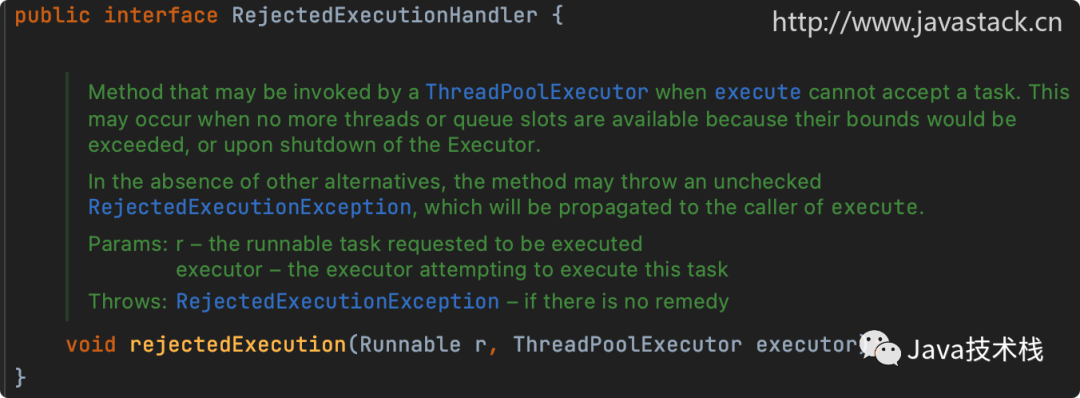 public interface RejectedExecutionHandler {
http://www.javastack.cn
Method that may be invoked by a ThreadPoolExecutor when execute cannot accept a task. This
may occur when no more threads or queue slots are available because their bounds would be
exceeded, or upon shutdown of the Executor.
In the absence of other alternatives, the method may throw an unchecked
RejectedExecutionException, which will be propagated to the caller of execute.
Params: r – the runnable task requested to be executed
executor – the executor attempting to execute this task
Throws: RejectedExecutionException – if there is no remedy
void rejectedExecution(Runnable r, ThreadPoolExecutor executor
Java技术栈
}